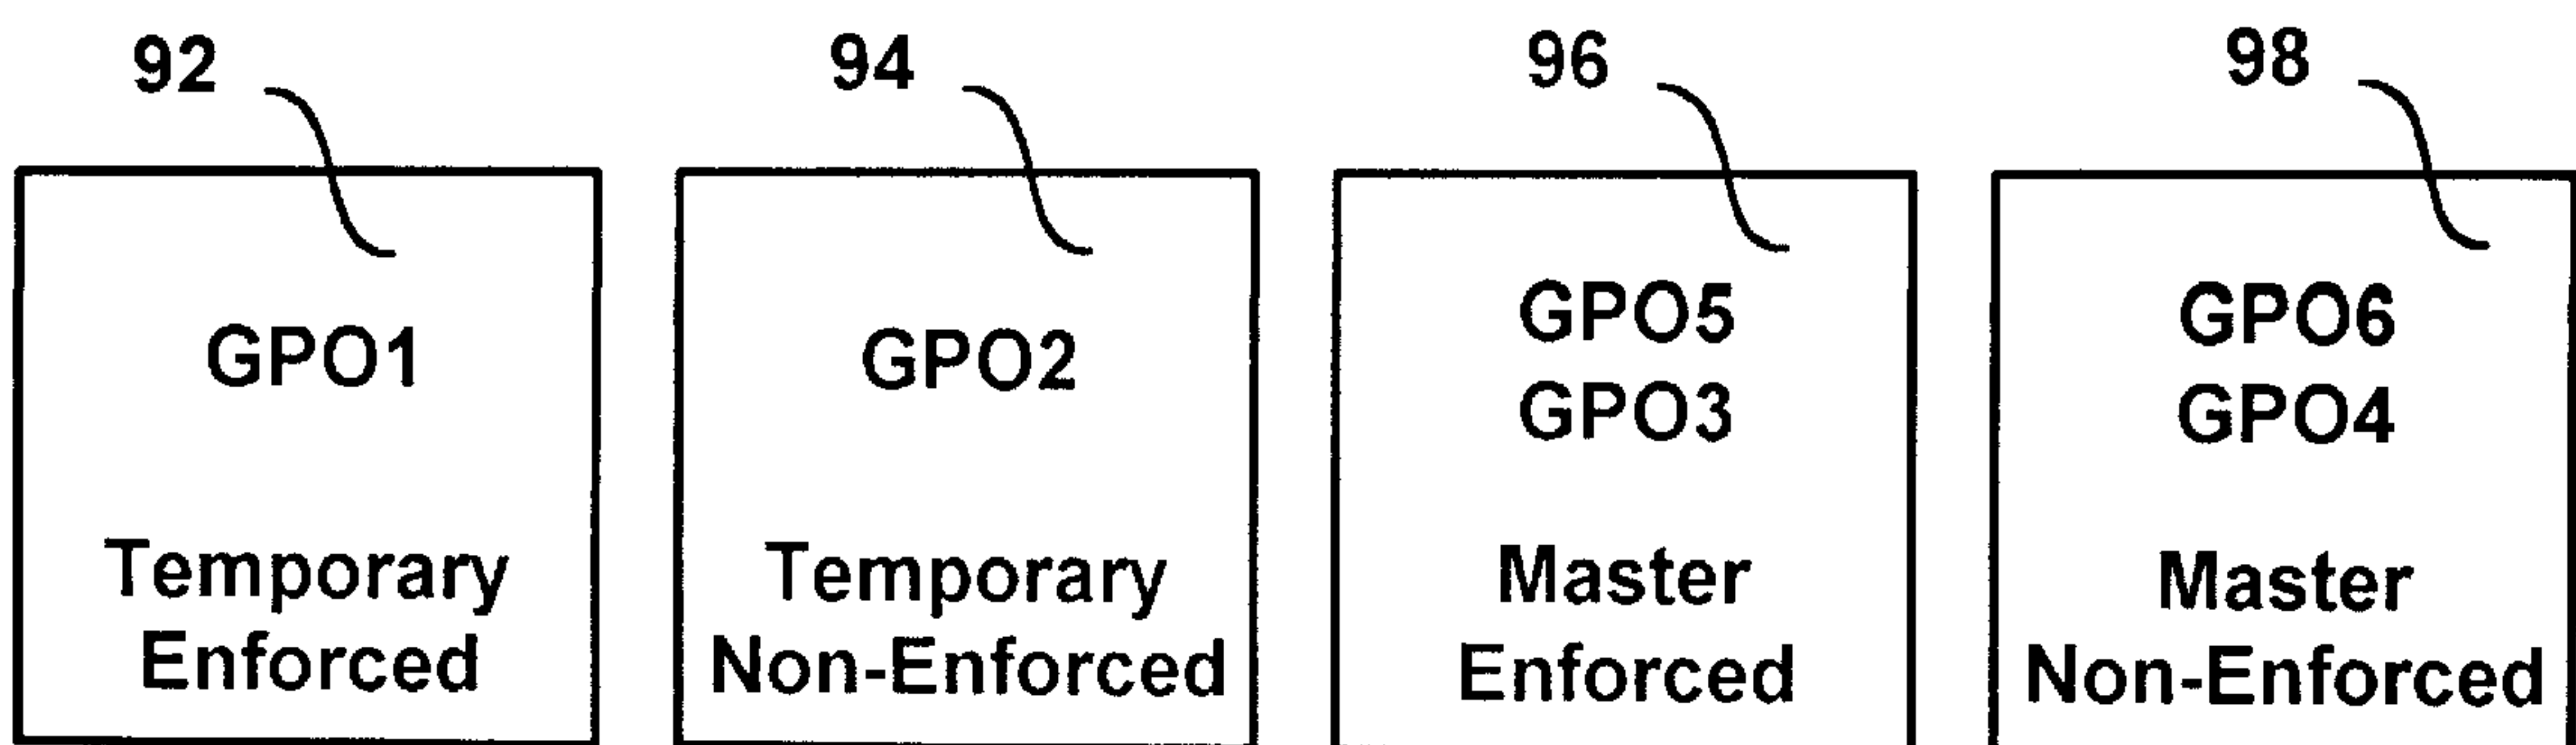 92
94
96
98
GPO1
Temporary
Enforced
GPO2
Temporary
Non-Enforced
GPO5
GPO3
Master
Enforced
GPO6
GPO4
Master
Non-Enforced